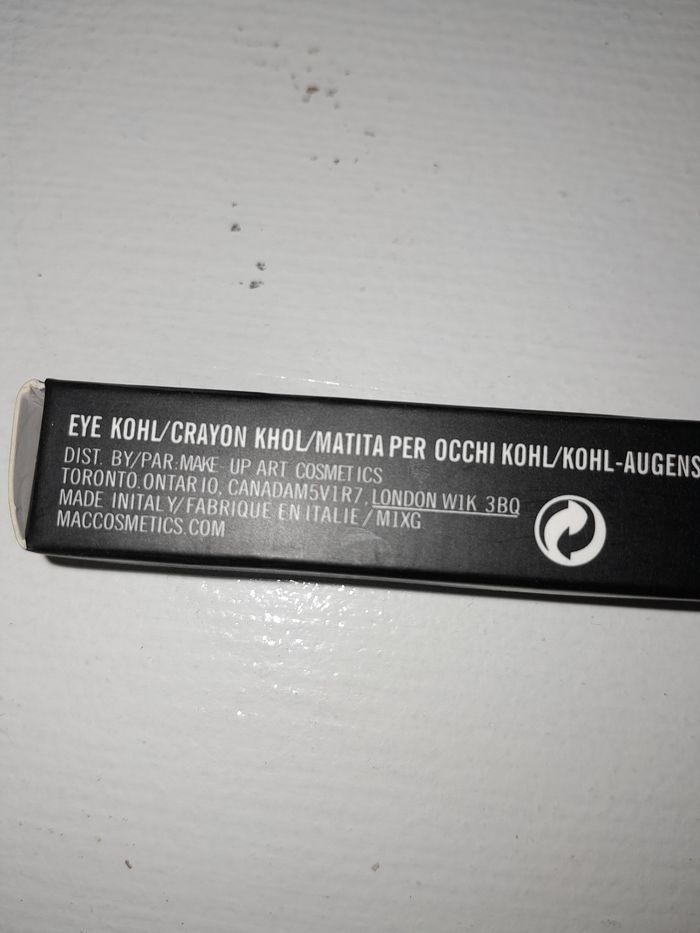 EYE KOHL/CRAYON KHOL/MATITA PER OCCHI KOHL/KOHL-AUGENS
DIST. BY/PAR:MAKE UP ART COSMETICS
TORONTO.ONTARIO, CANADAM5V1R7, LONDON W1K 3BQ
MADE INITALY/FABRIQUE EN ITALIE/M1XG
MACCOSMETICS.COM